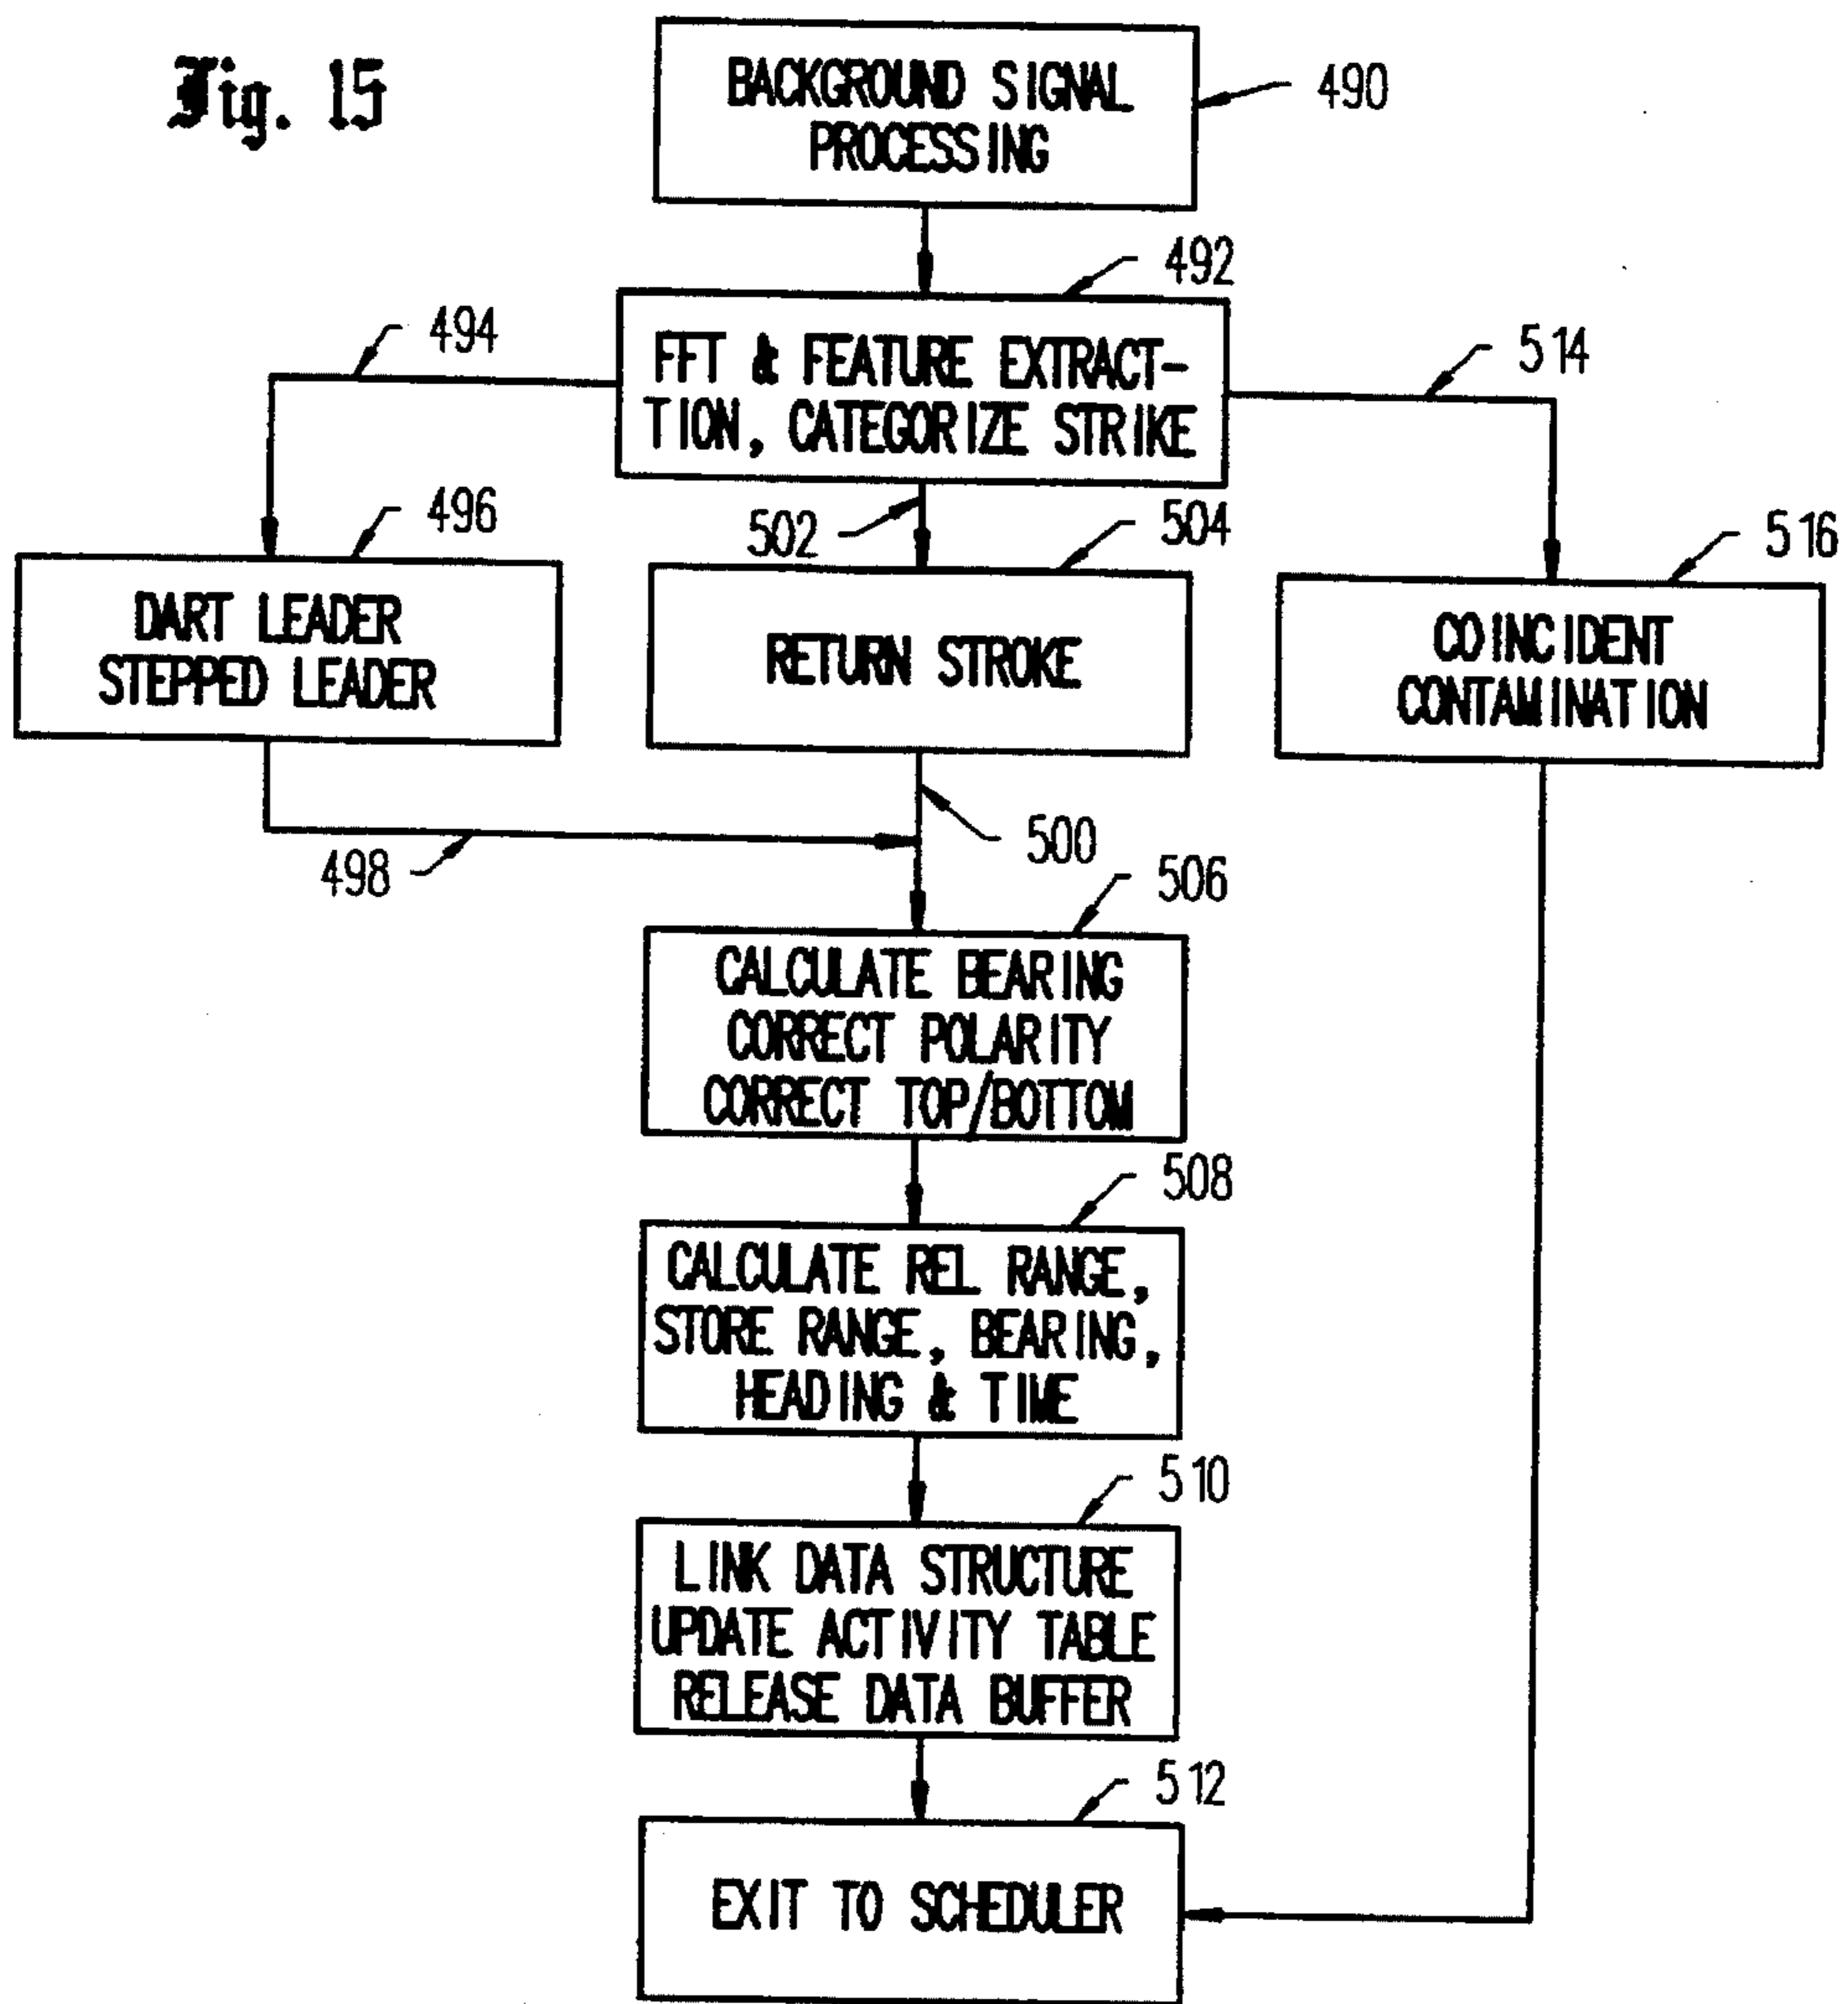 Fig. 15
BACKGROUND SIGNAL
PROCESSING
490
492
494
FFT & FEATURE EXTRACT-
TION, CATEGORIZE STRIKE
514
496
502
504
516
DART LEADER
STEPPED LEADER
RETURN STROKE
COINCIDENT
CONTAMINATION
498
500
506
CALCULATE BEARING
CORRECT POLARITY
CORRECT TOP/BOTTOM
508
CALCULATE REL RANGE,
STORE RANGE, BEARING,
HEADING & TIME
510
LINK DATA STRUCTURE
UPDATE ACTIVITY TABLE
RELEASE DATA BUFFER
512
EXIT TO SCHEDULER